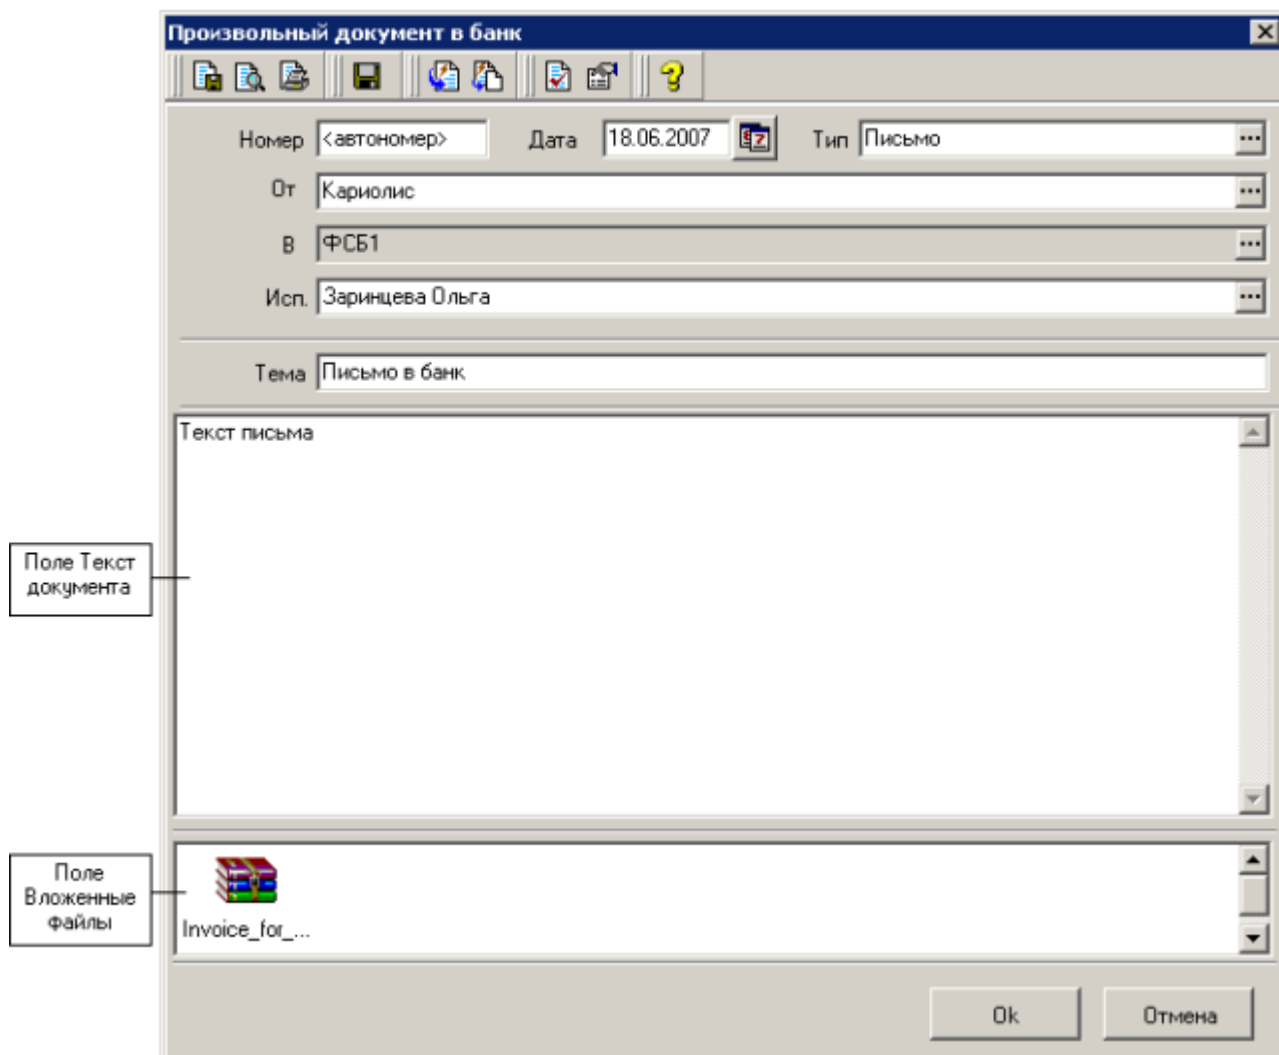 Произвольный документ в банк
Номер <автономер> Дата 18.06.2007 Тип Письмо
От Кариолис
В ФСБ1
Исп. Заринцева Ольга
Тема Письмо в банк
Текст письма
Поле Текст
документа
Поле
Вложенные
файлы
Invoice_for_...
Ok Отмена